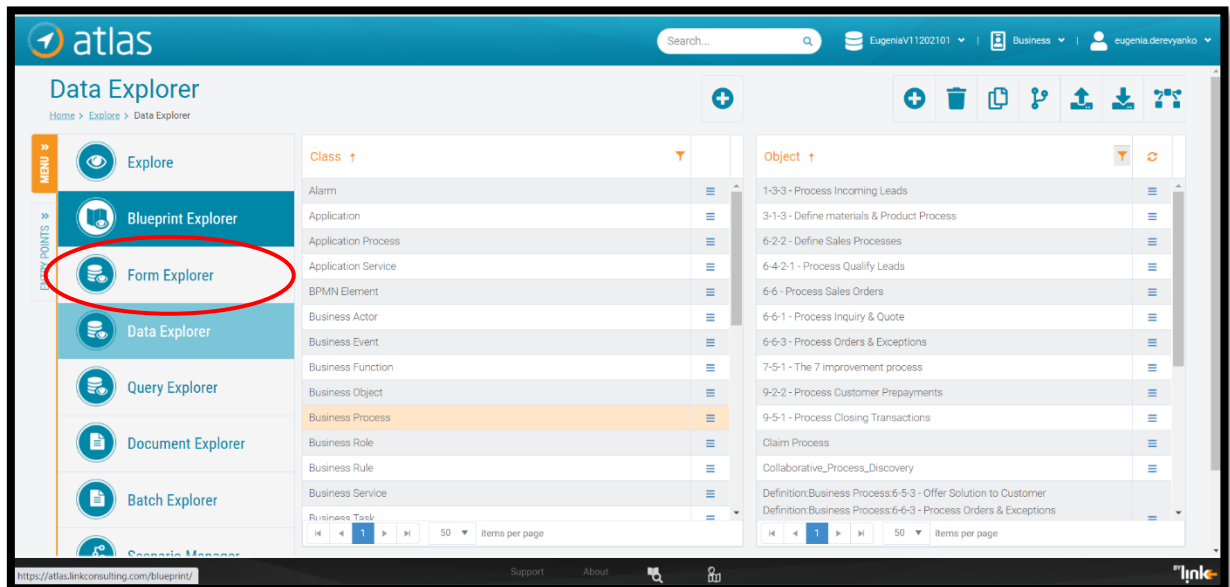 atlas
Search...
EugeniaV11202101
Business
eugenia.derevyanko
Data Explorer
Home > Explore > Data Explorer
MENU
ENTRY POINTS
Explore
Blueprint Explorer
Form Explorer
Data Explorer
Query Explorer
Document Explorer
Batch Explorer
Scenario Manager
Class ↑
Alarm
Application
Application Process
Application Service
BPMN Element
Business Actor
Business Event
Business Function
Business Object
Business Process
Business Role
Business Rule
Business Service
Business Task
1
50
items per page
Object ↑
1-3-3 - Process Incoming Leads
3-1-3 - Define materials & Product Process
6-2-2 - Define Sales Processes
6-4-2-1 - Process Qualify Leads
6-6 - Process Sales Orders
6-6-1 - Process Inquiry & Quote
6-6-3 - Process Orders & Exceptions
7-5-1 - The 7 improvement process
9-2-2 - Process Customer Prepayments
9-5-1 - Process Closing Transactions
Claim Process
Collaborative_Process_Discovery
Definition:Business Process:6-5-3 - Offer Solution to Customer
Definition:Business Process:6-6-3 - Process Orders & Exceptions
1
50
items per page
https://atlas.linkconsulting.com/blueprint/
Support
About
BY link